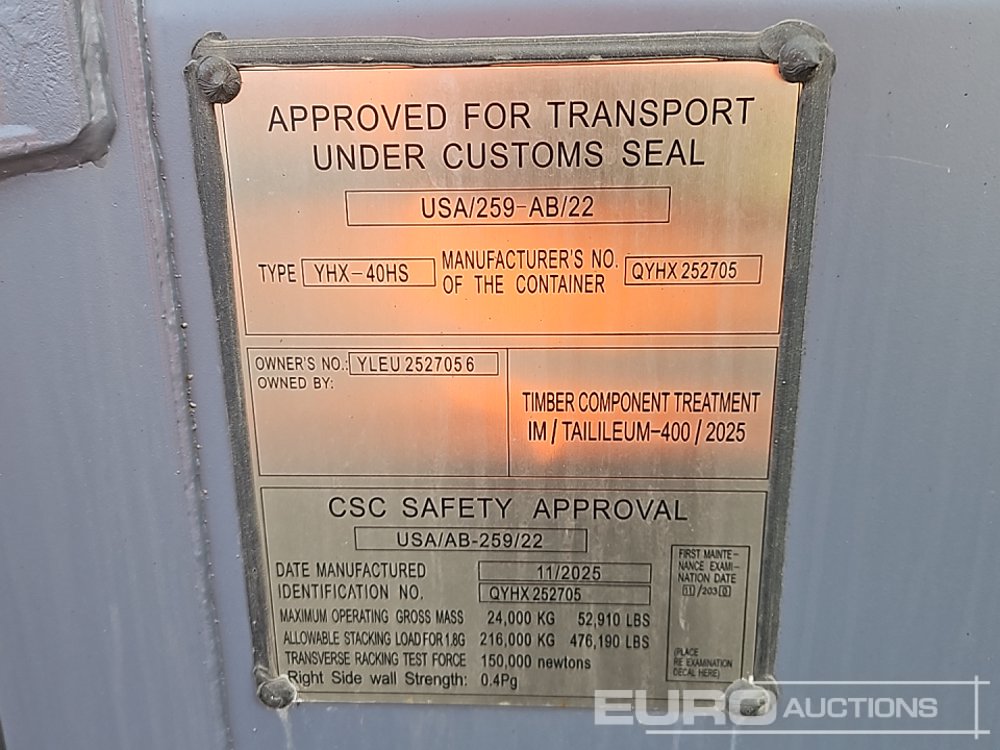 APPROVED FOR TRANSPORT
UNDER CUSTOMS SEAL
USA/259-AB/22
TYPE YHX-40HS MANUFACTURER'S NO. OF THE CONTAINER QYHX 252705
OWNER'S NO.: YLEU 252705 6
OWNED BY:
TIMBER COMPONENT TREATMENT
IM / TAILILEUM-400 / 2025
CSC SAFETY APPROVAL
USA/AB-259/22
DATE MANUFACTURED 11/2025
IDENTIFICATION NO. QYHX 252705
MAXIMUM OPERATING GROSS MASS 24,000 KG 52,910 LBS
ALLOWABLE STACKING LOAD FOR 1.8G 216,000 KG 476,190 LBS
TRANSVERSE RACKING TEST FORCE 150,000 newtons
Right Side wall Strength: 0.4Pg
FIRST MAINTE-
NANCE EXAMI-
NATION DATE
11/2030
(PLACE
RE EXAMINATION
DECAL HERE)
EURO AUCTIONS